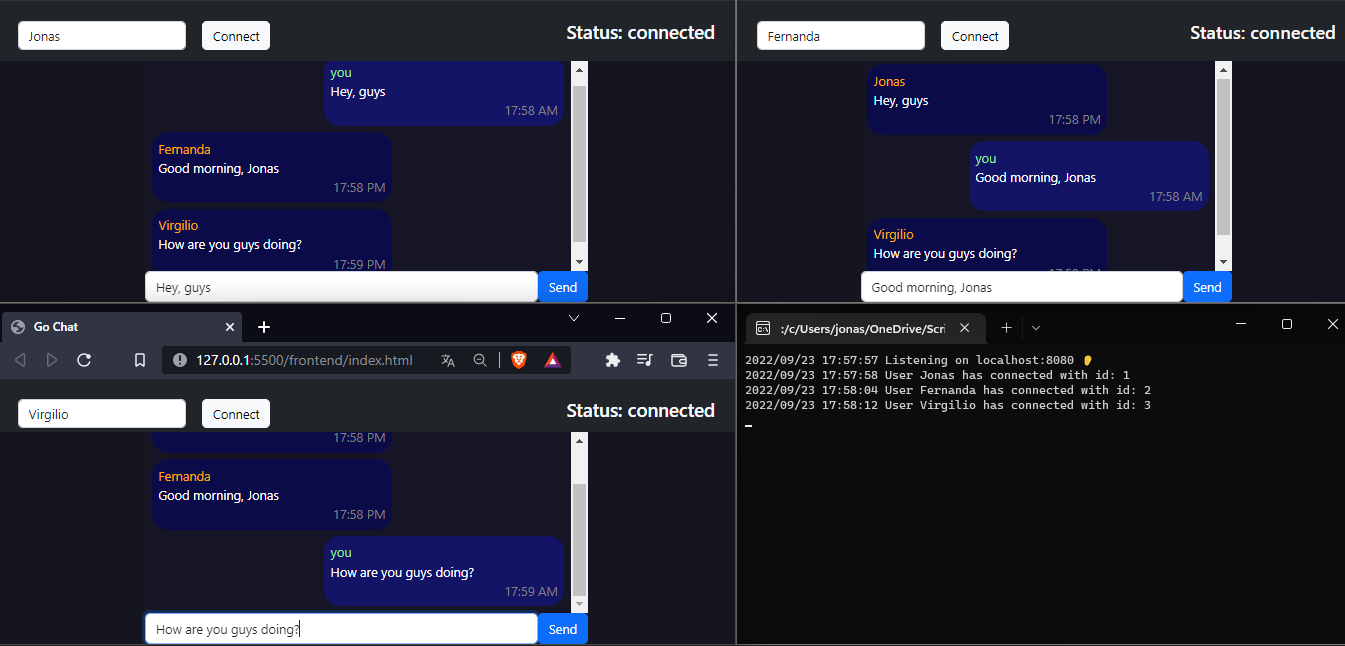 Jonas
Connect
Status: connected
you
Hey, guys
17:58 AM
Fernanda
Good morning, Jonas
17:58 PM
Virgilio
How are you guys doing?
17:59 PM
Hey, guys
Send
Fernanda
Connect
Status: connected
Jonas
Hey, guys
17:58 PM
you
Good morning, Jonas
17:58 AM
Virgilio
How are you guys doing?
Good morning, Jonas
Send
Go Chat
127.0.0.1:5500/frontend/index.html
Virgilio
Connect
Status: connected
17:58 PM
Fernanda
Good morning, Jonas
17:58 PM
you
How are you guys doing?
17:59 AM
How are you guys doing?
Send
:/c/Users/jonas/OneDrive/Scri
2022/09/23 17:57:57 Listening on localhost:8080 👂
2022/09/23 17:57:58 User Jonas has connected with id: 1
2022/09/23 17:58:04 User Fernanda has connected with id: 2
2022/09/23 17:58:12 User Virgilio has connected with id: 3